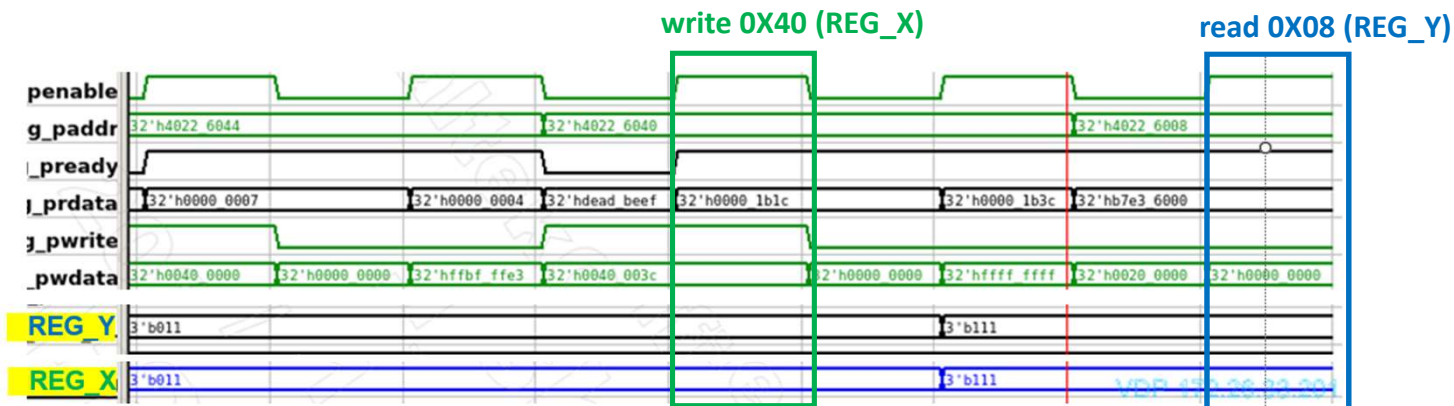 write 0X40 (REG_X)
read 0X08 (REG_Y)
penable
g_paddr 32'h4022_6044 32'h4022_6040 32'h4022_6008
_pready
g_prdata 32'h0000_0007 32'h0000_0004 32'hdead_beef 32'h0000_1b1c 32'h0000_1b3c 32'hb7e3_6000
g_pwrite
_pwdata 32'h0040_0000 32'h0000_0000 32'hffbf_ffe3 32'h0040_003c 32'h0000_0000 32'hffff_ffff 32'h0020_0000 32'h0000_0000
REG_Y 3'b011 3'b111
REG_X 3'b011 3'b111